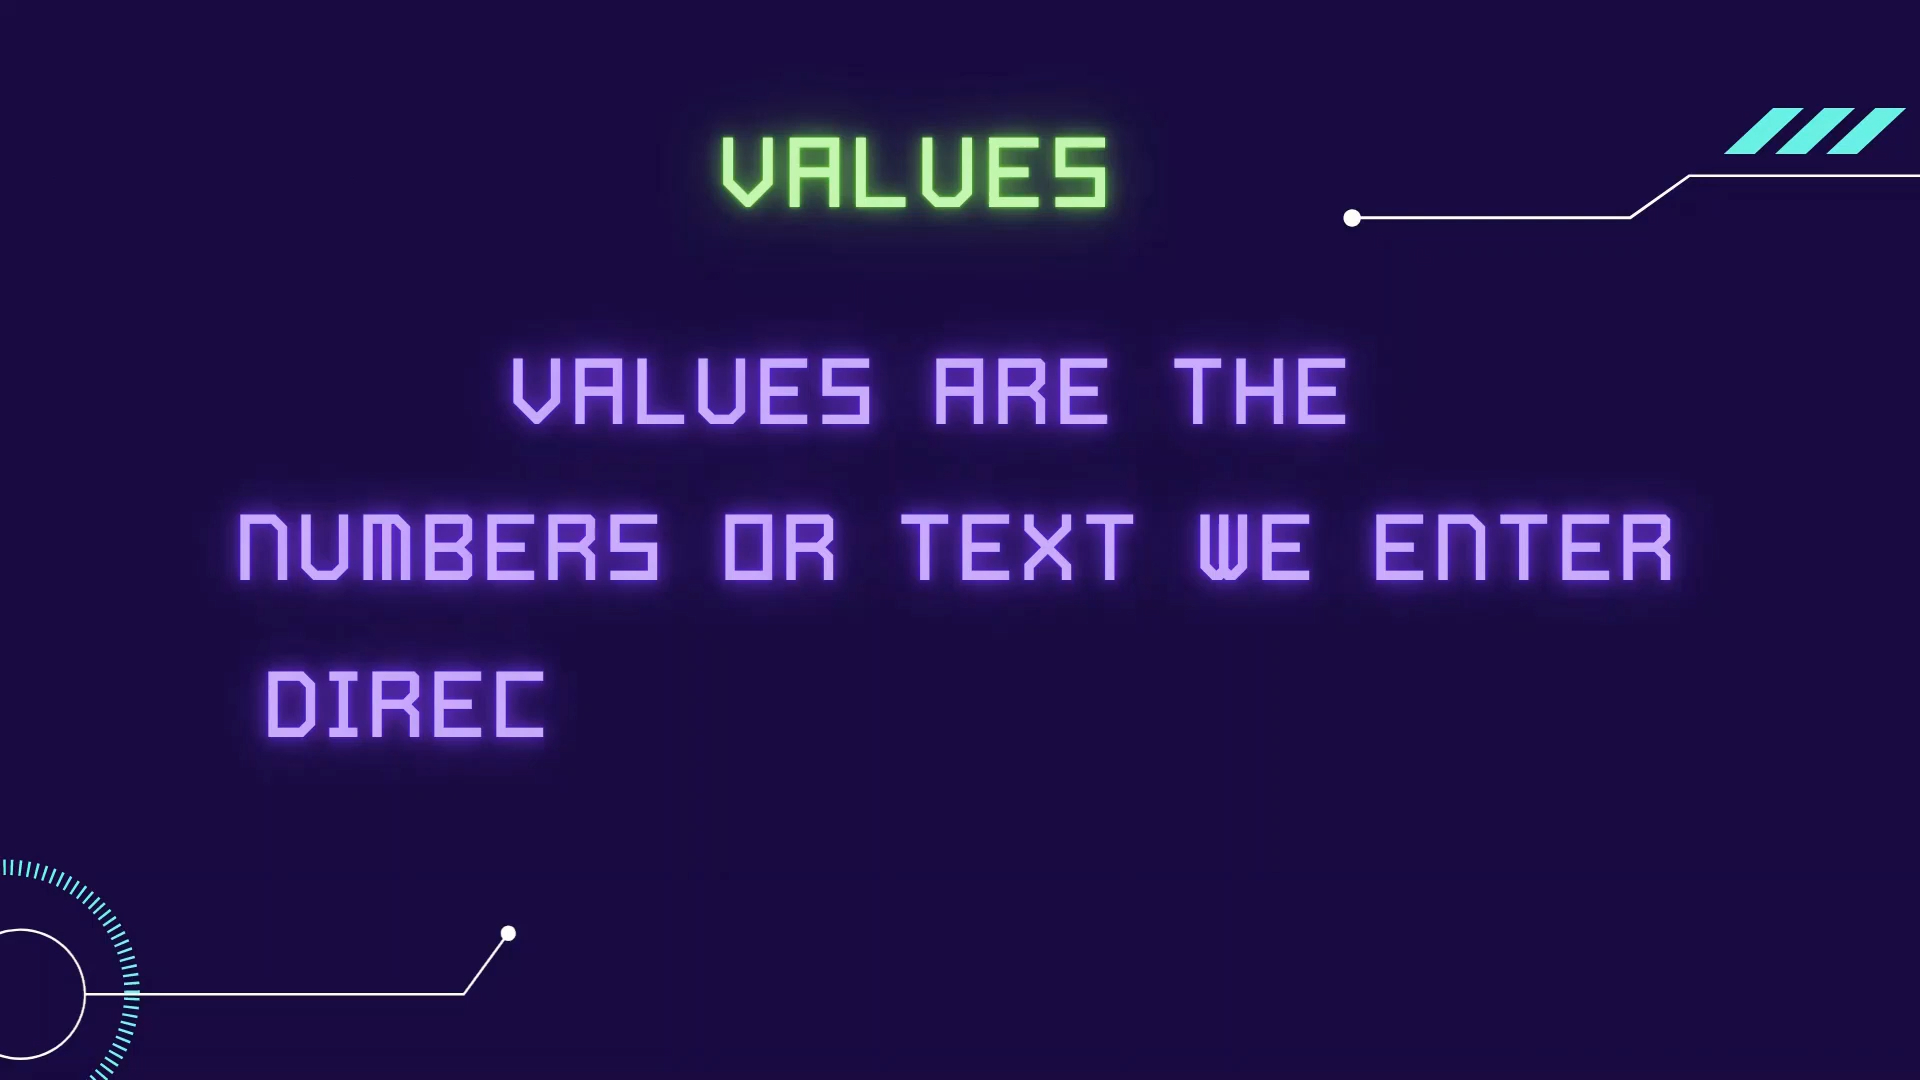 VALUES
VALUES ARE THE
NUMBERS OR TEXT WE ENTER
DIREC